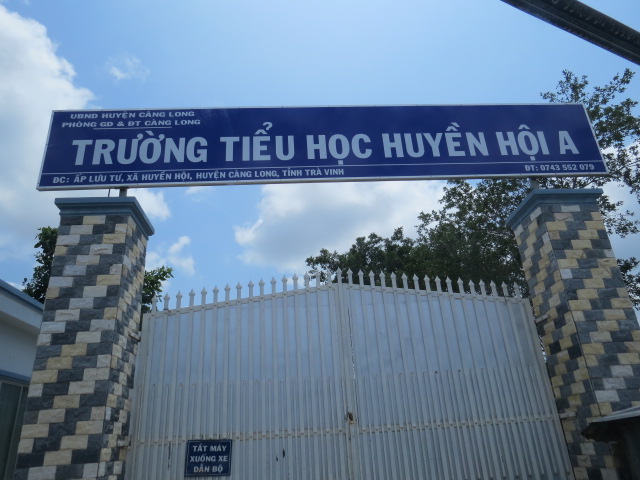 UBND HUYỆN CÀNG LONG
PHÒNG GD & ĐT CÀNG LONG
TRƯỜNG TIỂU HỌC HUYỀN HỘI A
ĐC: ẤP LƯU TƯ, XÃ HUYỀN HỘI, HUYỆN CÀNG LONG, TỈNH TRÀ VINH
ĐT: 0743 552 079
TẮT MÁY
XUỐNG XE
DẪN BỘ